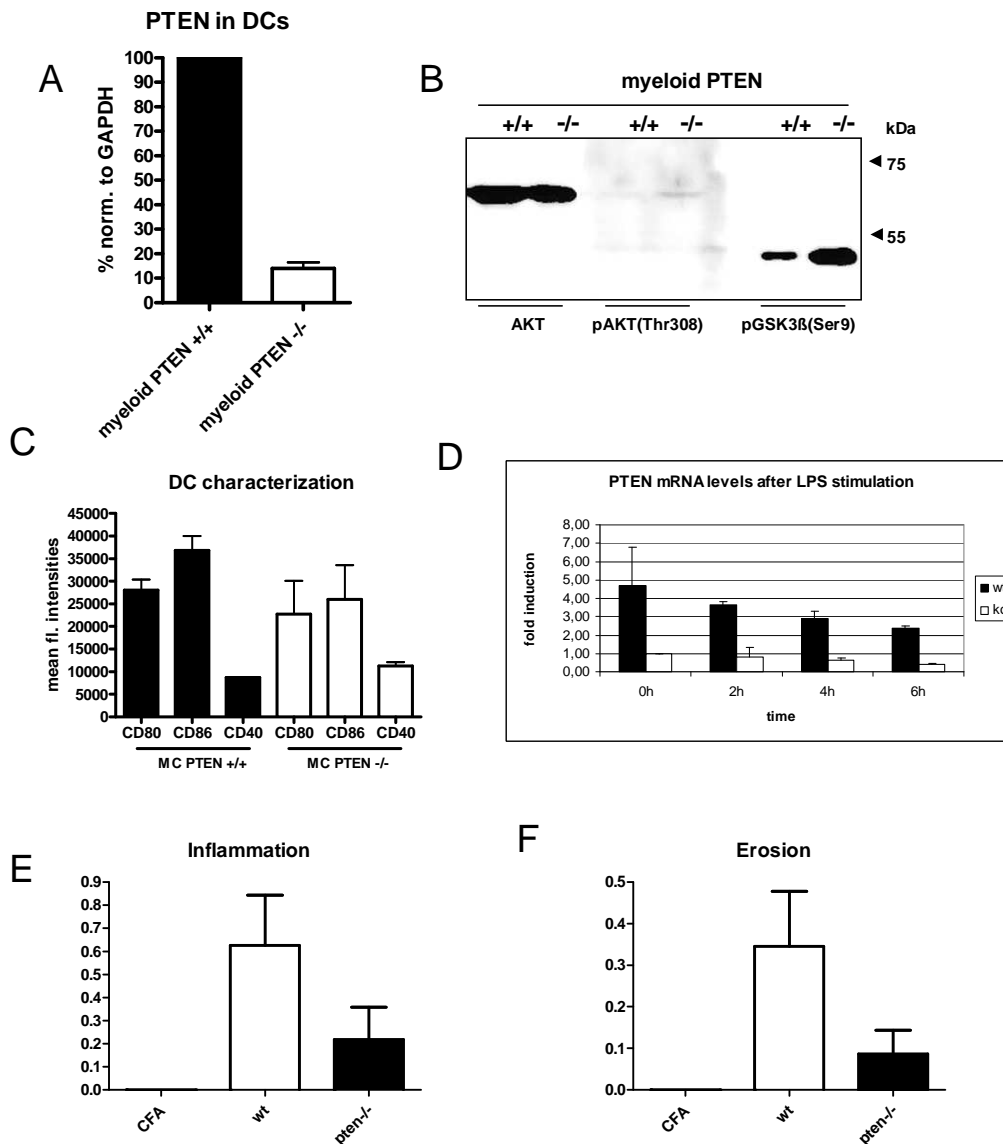 PTEN in DCs
A
100
90
80
70
60
50
40
30
20
10
0
% norm. to GAPDH
myeloid PTEN +/+
myeloid PTEN -/-
B
myeloid PTEN
+/+ -/- +/+ -/- +/+ -/- kDa
75
55
AKT pAKT(Thr308) pGSK3ß(Ser9)
C
DC characterization
45000
40000
35000
30000
25000
20000
15000
10000
5000
0
mean fl. intensities
CD80 CD86 CD40 CD80 CD86 CD40
MC PTEN +/+ MC PTEN -/-
D
PTEN mRNA levels after LPS stimulation
8,00
7,00
6,00
5,00
4,00
3,00
2,00
1,00
0,00
fold induction
0h 2h 4h 6h
time
E
Inflammation
0.9
0.8
0.7
0.6
0.5
0.4
0.3
0.2
0.1
0.0
CFA wt pten-/-
F
Erosion
0.5
0.4
0.3
0.2
0.1
0.0
CFA wt pten-/-